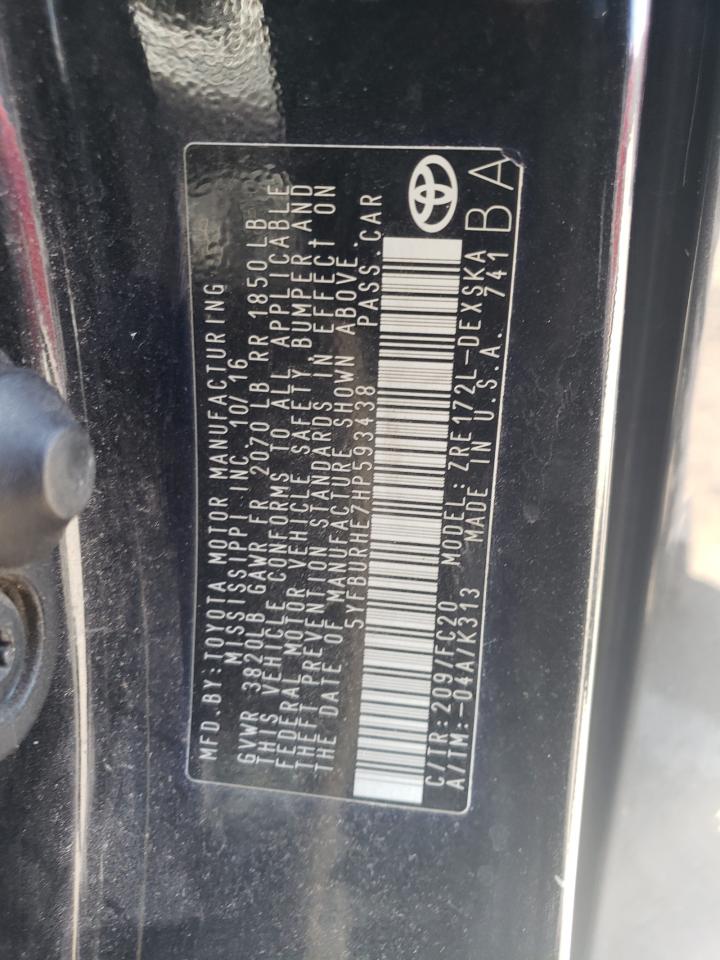 MFD.BY:TOYOTA MOTOR MANUFACTURING
MISSISSIPPI, INC. 10/16
GVWR 3820LB GAWR FR 2070 LB RR 1850LB
THIS VEHICLE CONFORMS TO ALL APPLICABLE
FEDERAL MOTOR VEHICLE SAFETY, BUMPER AND
THEFT PREVENTION STANDARDS IN EFFECT ON
THE DATE OF MANUFACTURE SHOWN ABOVE.
5YFBURHE7HP593438 PASS.CAR
C/TR:209/FC20 MODEL:ZRE172L-DEXSKA
A/TM:-04A/K313 MADE IN U.S.A. 741
BA